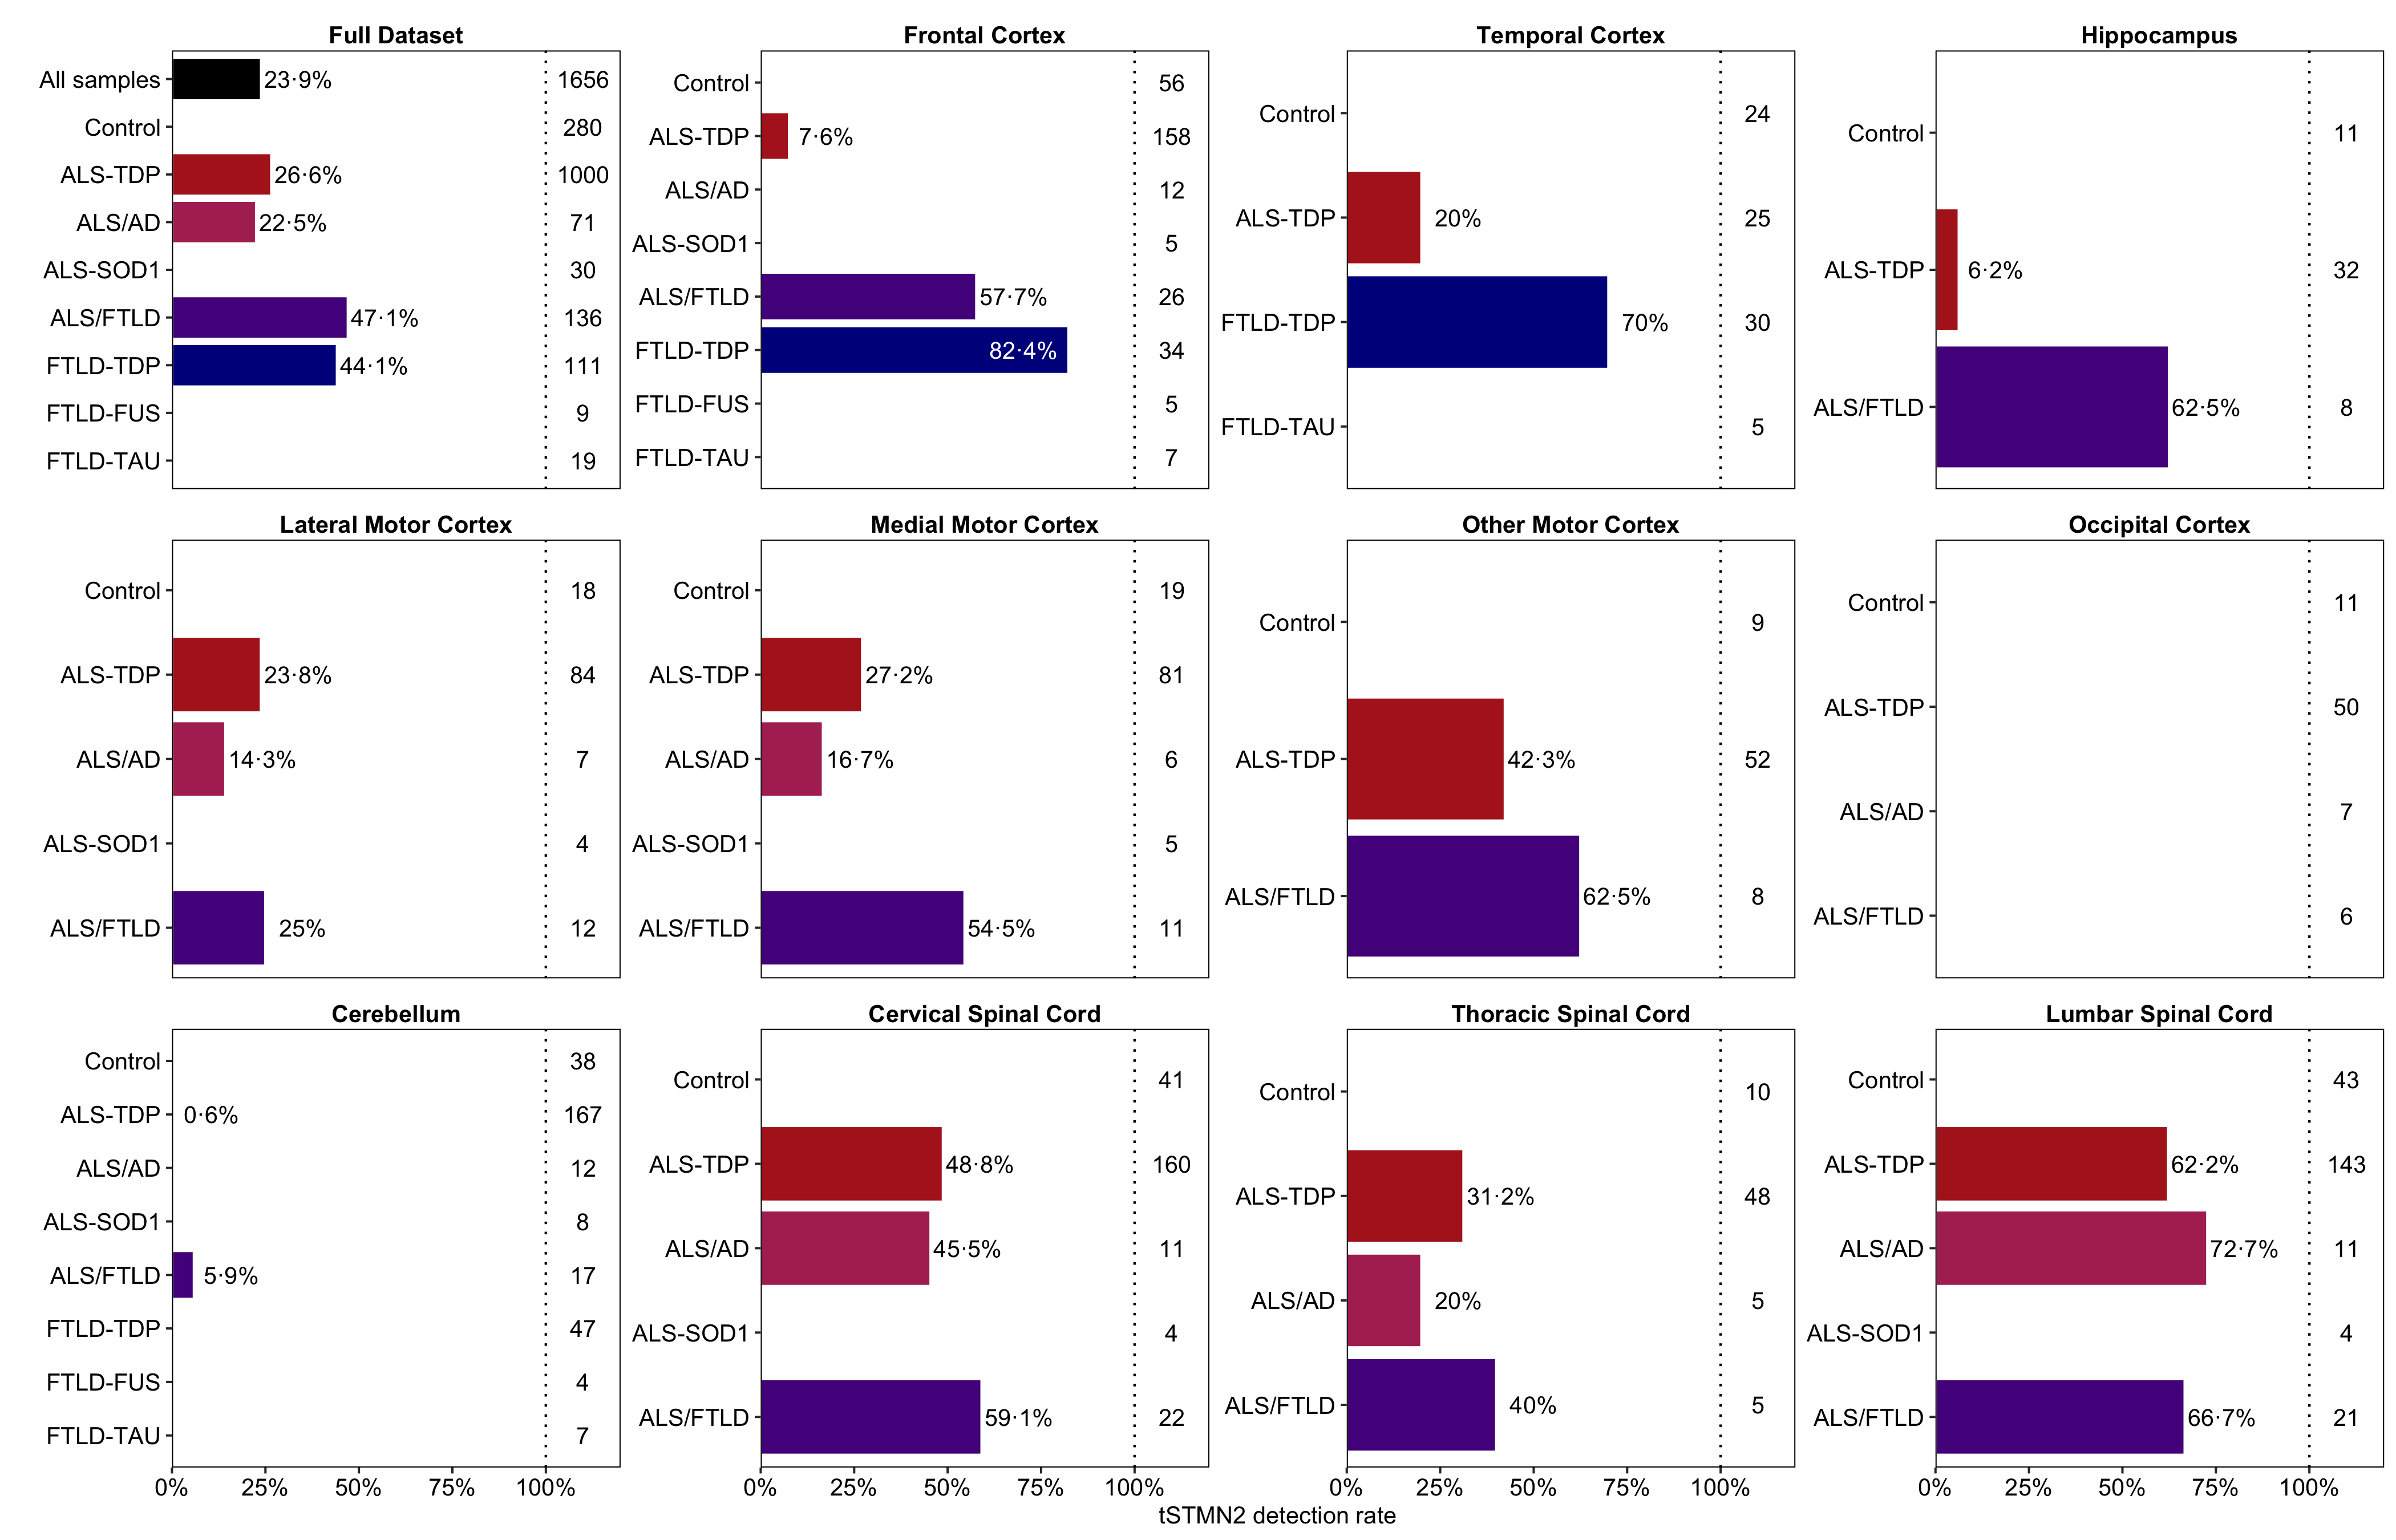 Full Dataset
All samples 23·9% 1656
Control 280
ALS-TDP 26·6% 1000
ALS/AD 22·5% 71
ALS-SOD1 30
ALS/FTLD 47·1% 136
FTLD-TDP 44·1% 111
FTLD-FUS 9
FTLD-TAU 19
Frontal Cortex
Control 56
ALS-TDP 7·6% 158
ALS/AD 12
ALS-SOD1 5
ALS/FTLD 57·7% 26
FTLD-TDP 82·4% 34
FTLD-FUS 5
FTLD-TAU 7
Temporal Cortex
Control 24
ALS-TDP 20% 25
FTLD-TDP 70% 30
FTLD-TAU 5
Hippocampus
Control 11
ALS-TDP 6·2% 32
ALS/FTLD 62·5% 8
Lateral Motor Cortex
Control 18
ALS-TDP 23·8% 84
ALS/AD 14·3% 7
ALS-SOD1 4
ALS/FTLD 25% 12
Medial Motor Cortex
Control 19
ALS-TDP 27·2% 81
ALS/AD 16·7% 6
ALS-SOD1 5
ALS/FTLD 54·5% 11
Other Motor Cortex
Control 9
ALS-TDP 42·3% 52
ALS/FTLD 62·5% 8
Occipital Cortex
Control 11
ALS-TDP 50
ALS/AD 7
ALS/FTLD 6
Cerebellum
Control 38
ALS-TDP 0·6% 167
ALS/AD 12
ALS-SOD1 8
ALS/FTLD 5·9% 17
FTLD-TDP 47
FTLD-FUS 4
FTLD-TAU 7
0% 25% 50% 75% 100%
Cervical Spinal Cord
Control 41
ALS-TDP 48·8% 160
ALS/AD 45·5% 11
ALS-SOD1 4
ALS/FTLD 59·1% 22
0% 25% 50% 75% 100%
Thoracic Spinal Cord
Control 10
ALS-TDP 31·2% 48
ALS/AD 20% 5
ALS/FTLD 40% 5
0% 25% 50% 75% 100%
Lumbar Spinal Cord
Control 43
ALS-TDP 62·2% 143
ALS/AD 72·7% 11
ALS-SOD1 4
ALS/FTLD 66·7% 21
0% 25% 50% 75% 100%
tSTMN2 detection rate